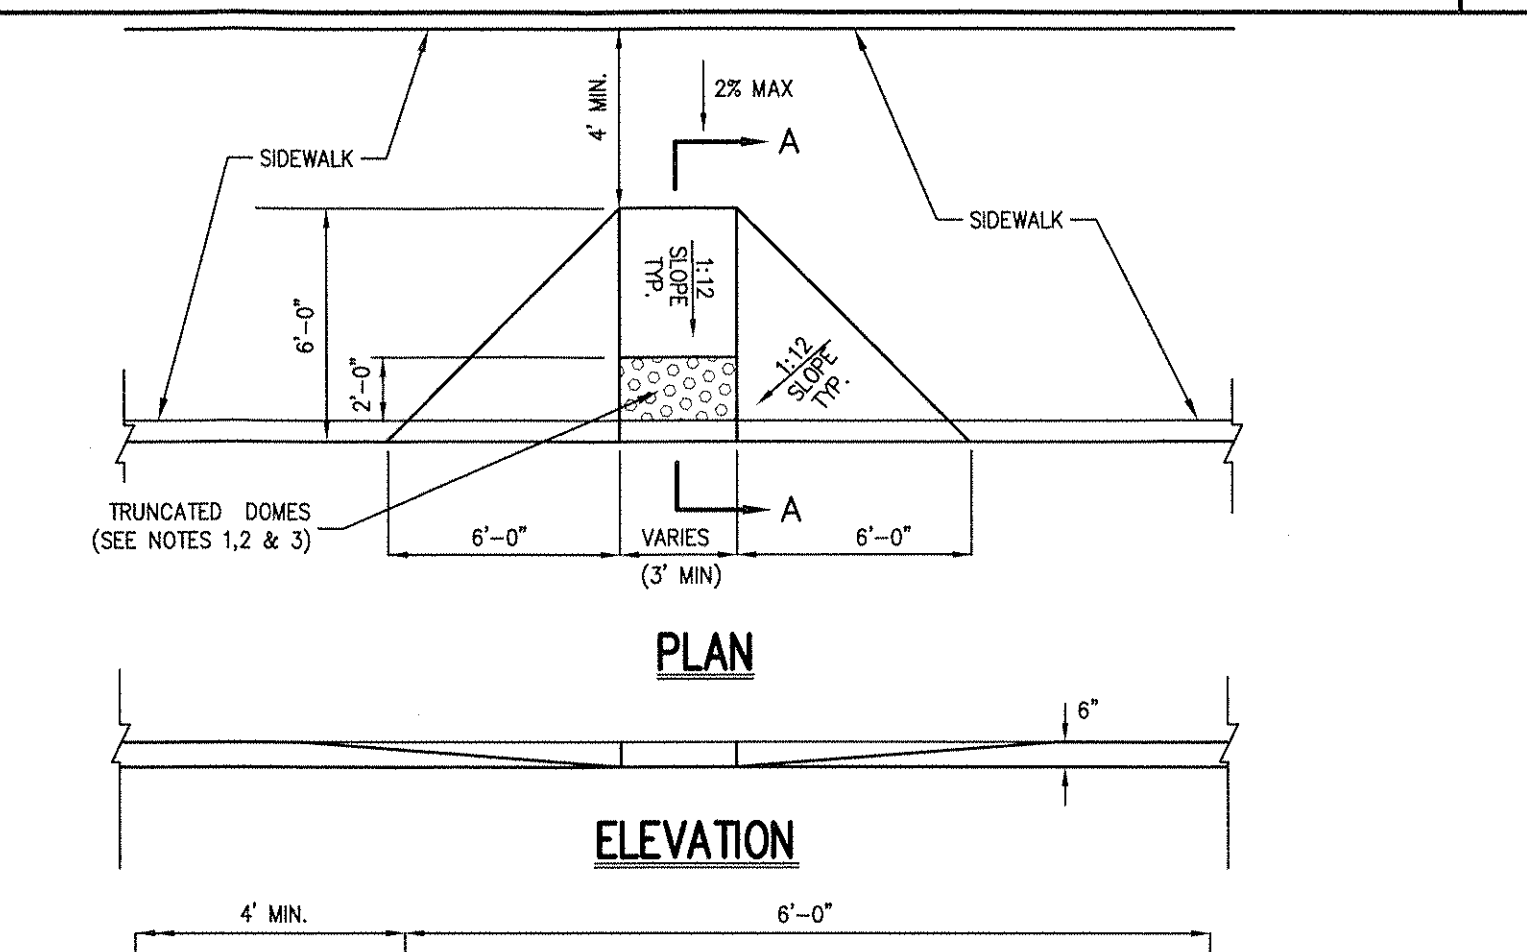 4' MIN.
2% MAX
A
SIDEWALK
SIDEWALK
1:12
SLOPE
TYP.
6'-0"
2'-0"
1:12
SLOPE
TYP.
TRUNCATED DOMES
(SEE NOTES 1,2 & 3)
A
6'-0"
VARIES
6'-0"
(3' MIN)
PLAN
6"
ELEVATION
4' MIN.
6'-0"